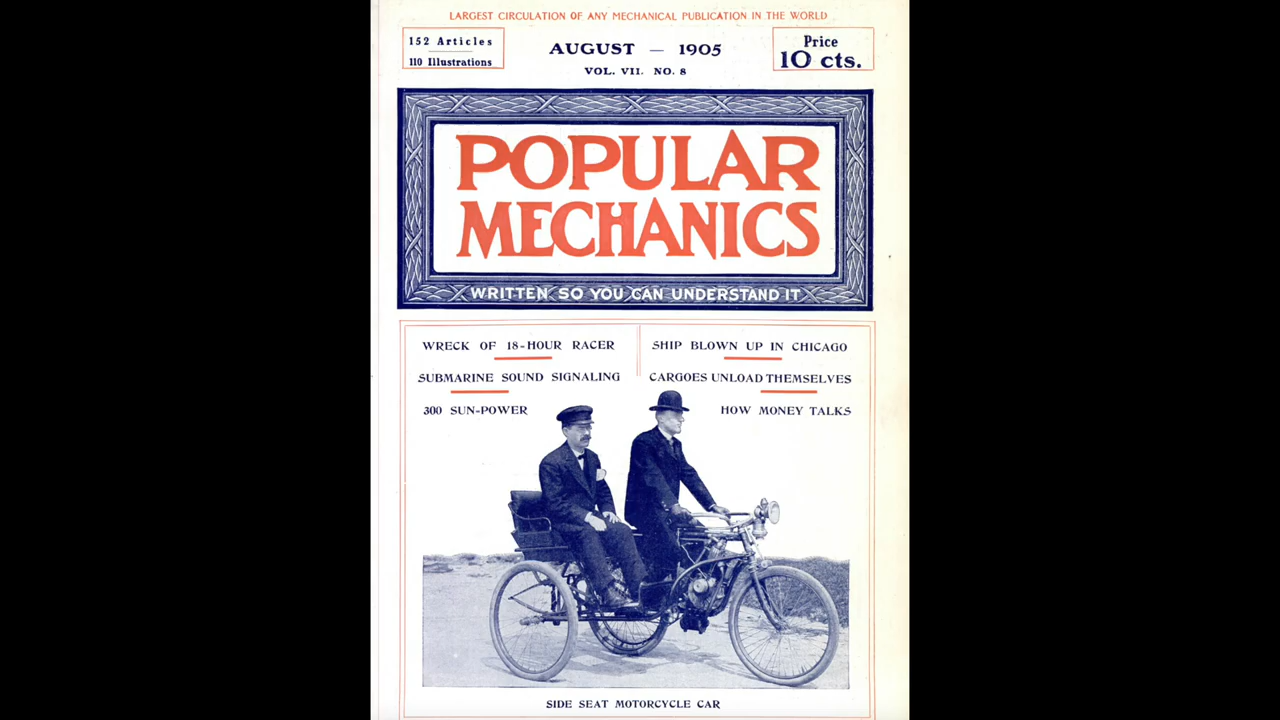 LARGEST CIRCULATION OF ANY MECHANICAL PUBLICATION IN THE WORLD
152 Articles
110 Illustrations
AUGUST — 1905
VOL. VII. NO. 8
Price
10 cts.
POPULAR
MECHANICS
WRITTEN SO YOU CAN UNDERSTAND IT
WRECK OF 18-HOUR RACER
SUBMARINE SOUND SIGNALING
300 SUN-POWER
SHIP BLOWN UP IN CHICAGO
CARGOES UNLOAD THEMSELVES
HOW MONEY TALKS
SIDE SEAT MOTORCYCLE CAR